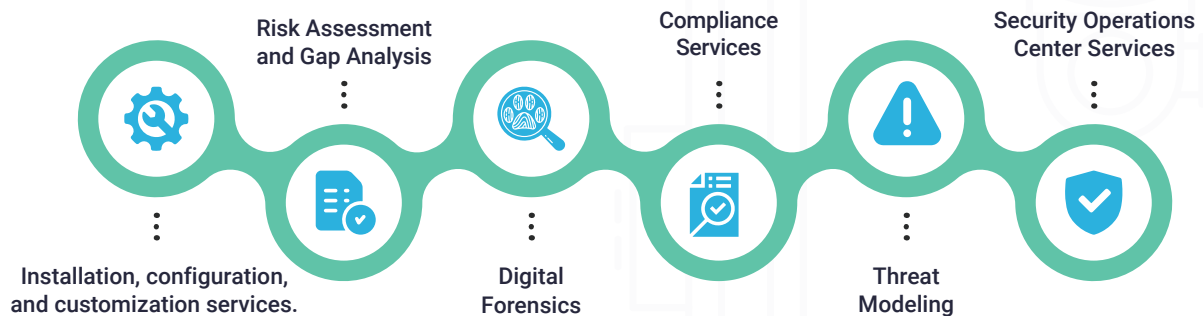 Installation, configuration,
and customization services.
Risk Assessment
and Gap Analysis
Digital
Forensics
Compliance
Services
Threat
Modeling
Security Operations
Center Services